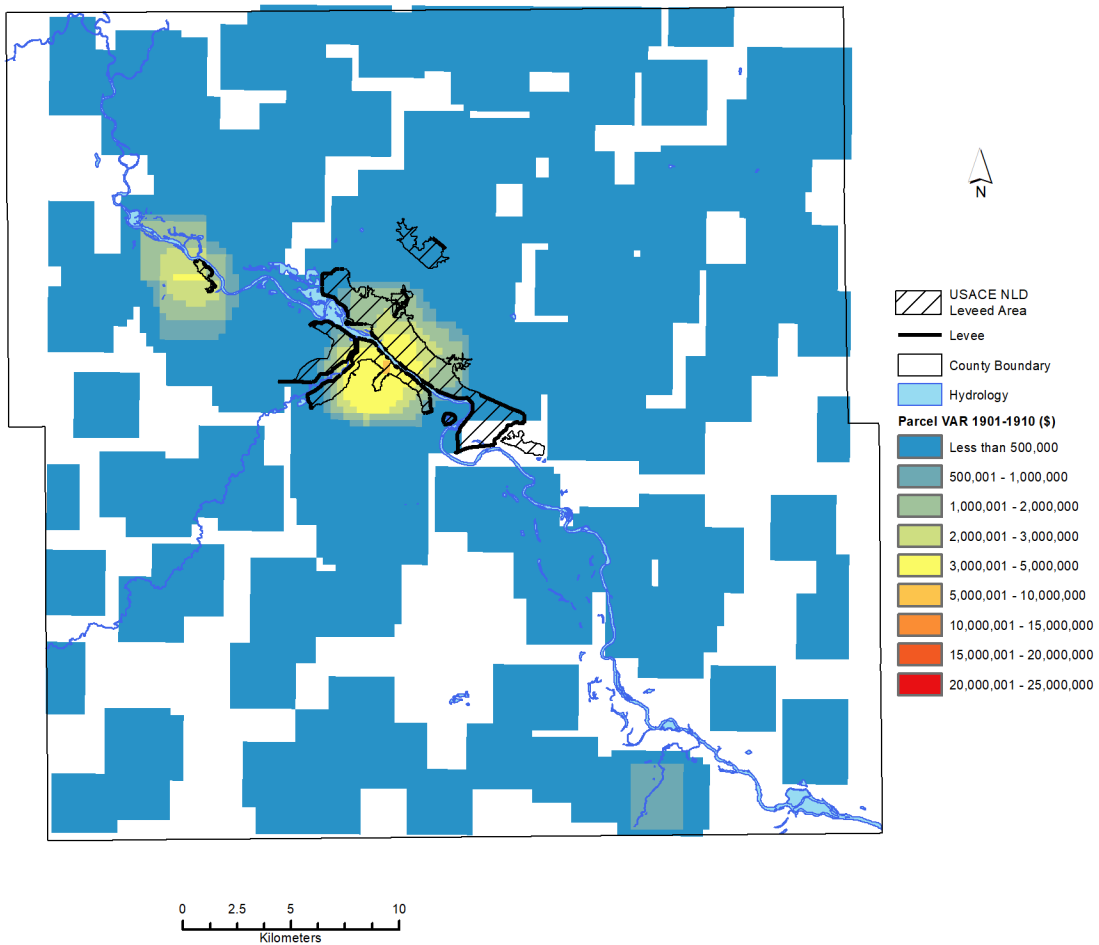 N
USACE NLD
Leveed Area
Levee
County Boundary
Hydrology
Parcel VAR 1901-1910 ($)
Less than 500,000
500,001 - 1,000,000
1,000,001 - 2,000,000
2,000,001 - 3,000,000
3,000,001 - 5,000,000
5,000,001 - 10,000,000
10,000,001 - 15,000,000
15,000,001 - 20,000,000
20,000,001 - 25,000,000
0 2.5 5 10
Kilometers